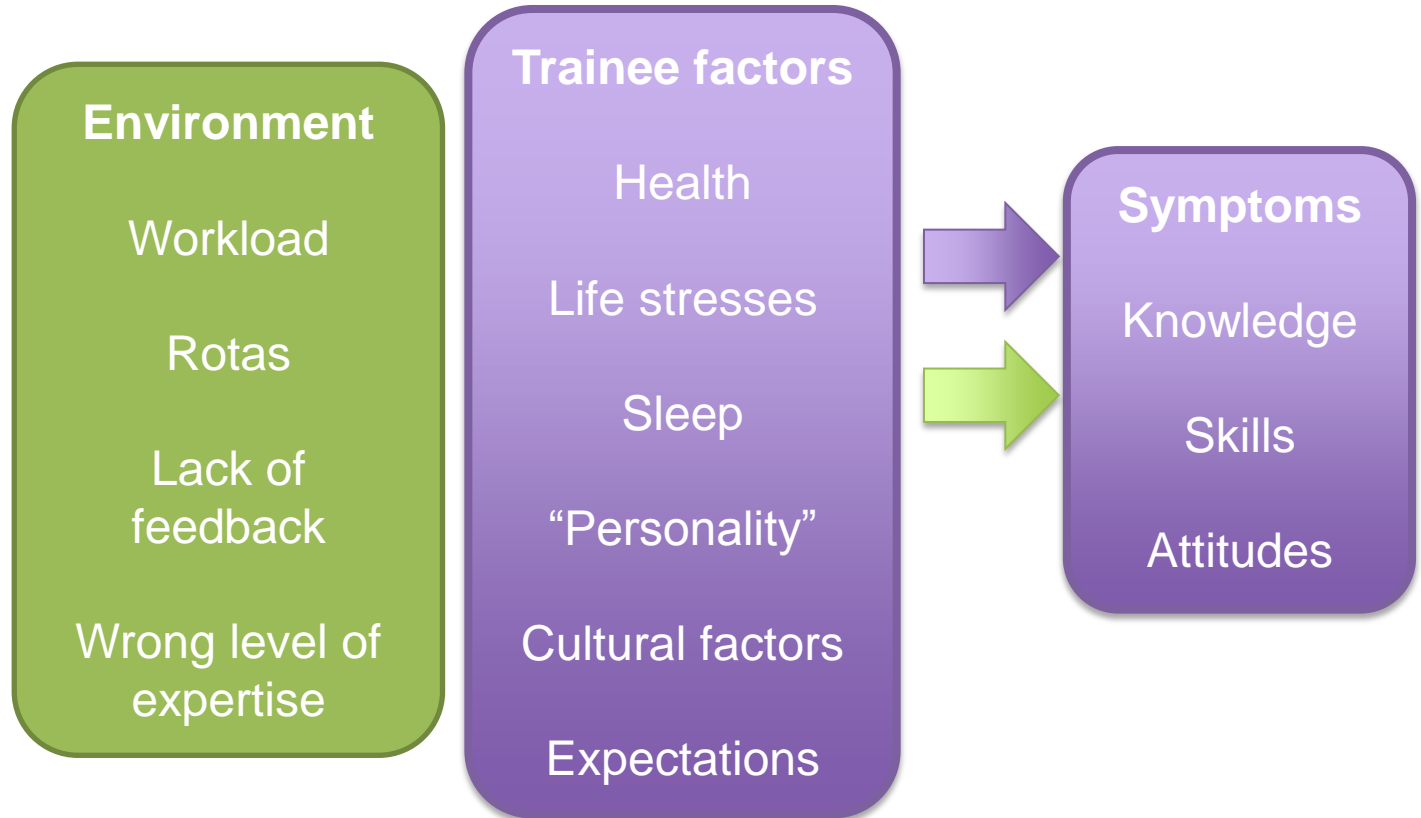 Environment
Workload
Rotas
Lack of
feedback
Wrong level of
expertise
Trainee factors
Health
Life stresses
Sleep
“Personality”
Cultural factors
Expectations
Symptoms
Knowledge
Skills
Attitudes